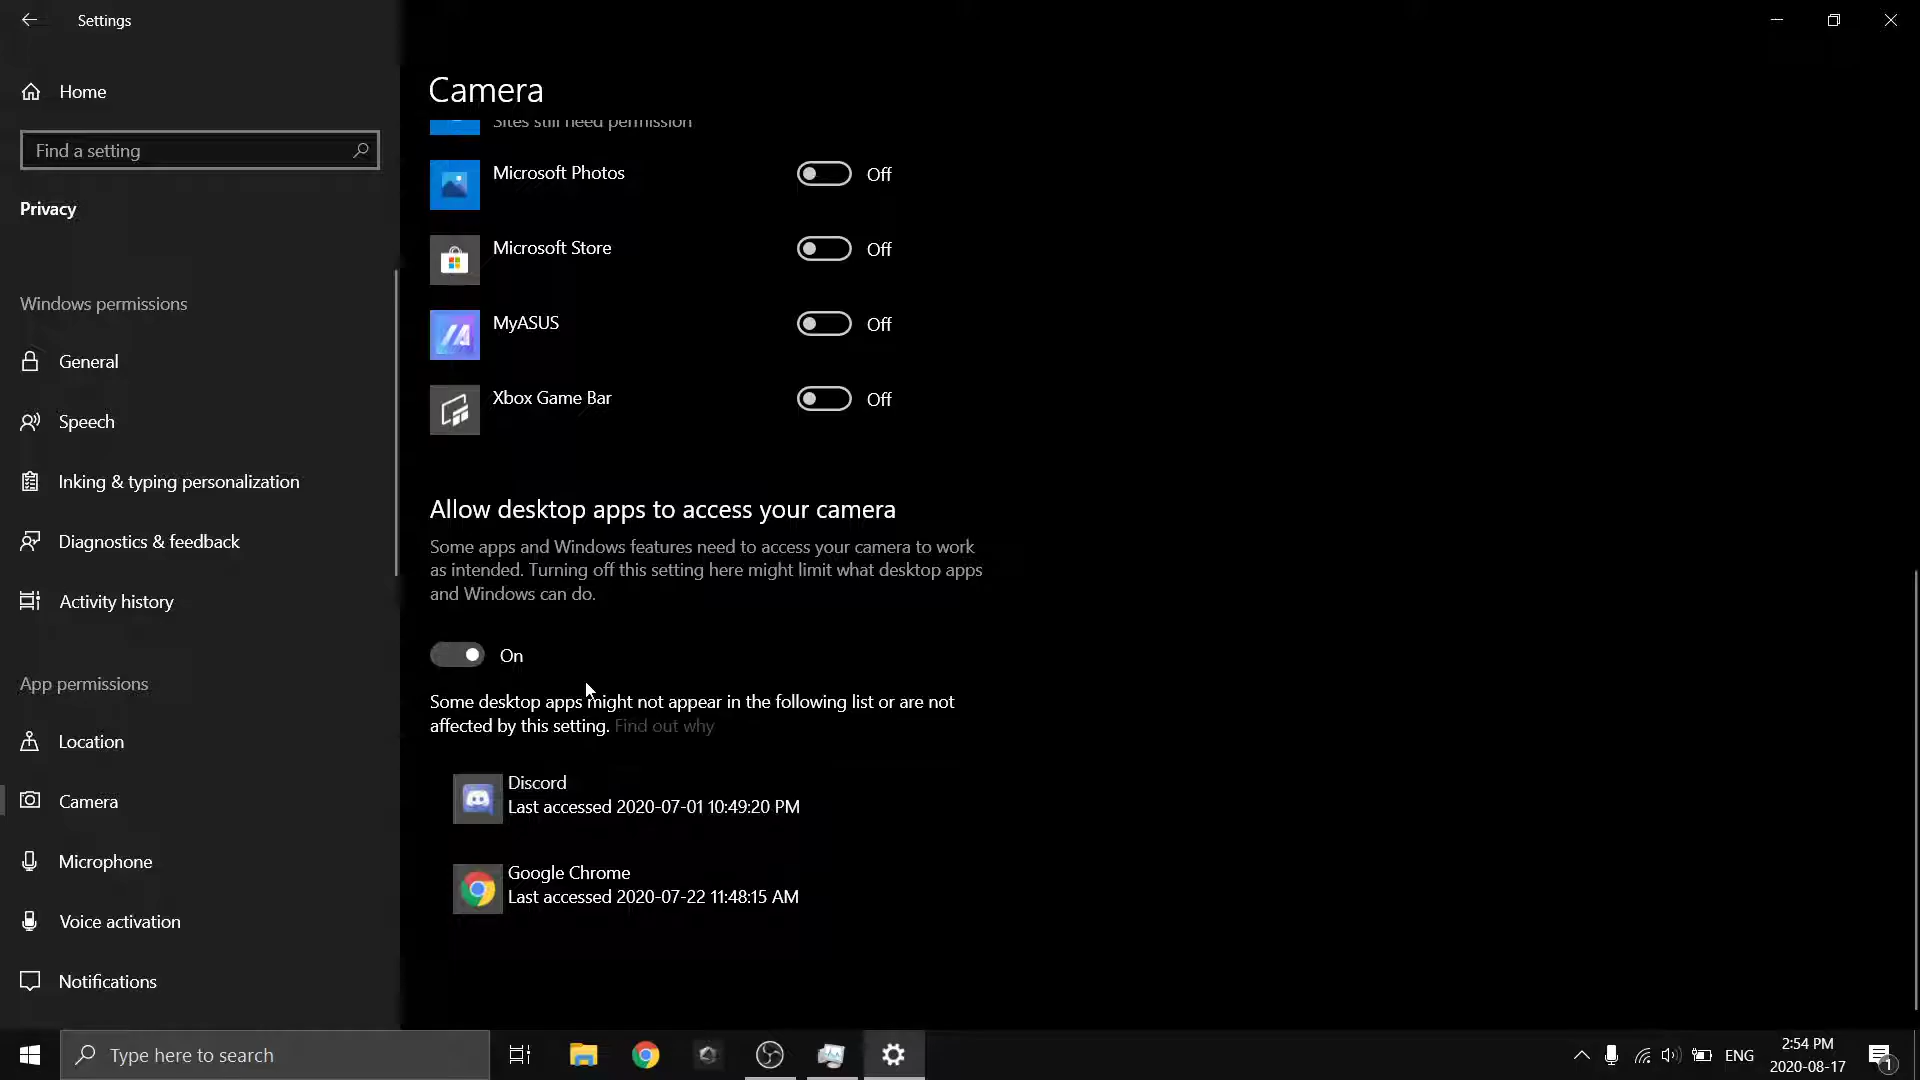 Settings
Home
Find a setting
Privacy
Windows permissions
General
Speech
Inking & typing personalization
Diagnostics & feedback
Activity history
App permissions
Location
Camera
Microphone
Voice activation
Notifications
Camera
Sites still need permission
Microsoft Photos
Off
Microsoft Store
Off
MyASUS
Off
Xbox Game Bar
Off
Allow desktop apps to access your camera
Some apps and Windows features need to access your camera to work
as intended. Turning off this setting here might limit what desktop apps
and Windows can do.
On
Some desktop apps might not appear in the following list or are not
affected by this setting. Find out why
Discord
Last accessed 2020-07-01 10:49:20 PM
Google Chrome
Last accessed 2020-07-22 11:48:15 AM
Type here to search
ENG
2:54 PM
2020-08-17
1